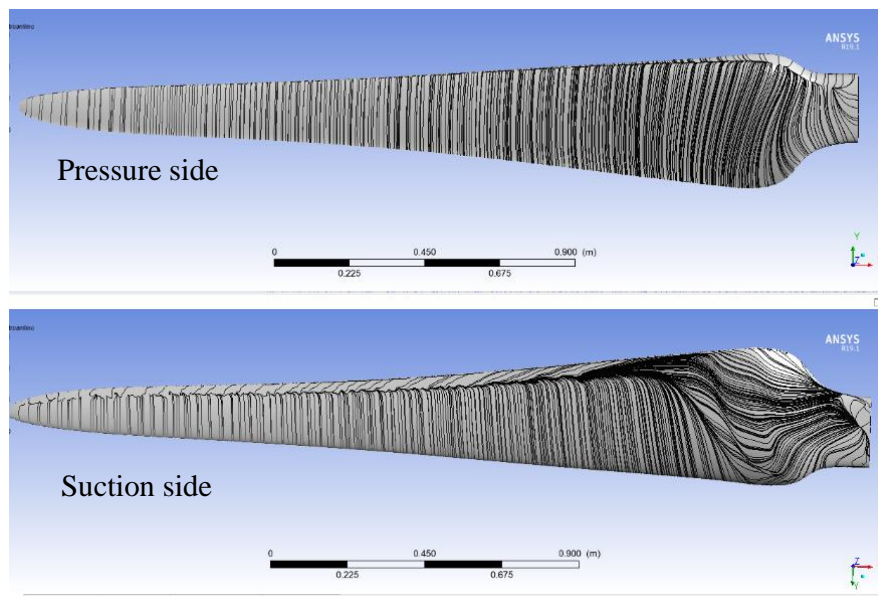 ANSYS
R19.1
Pressure side
0 0.450 0.900 (m)
0.225 0.675
Y
Z
ANSYS
R19.1
Suction side
0 0.450 0.900 (m)
0.225 0.675
Z
Y